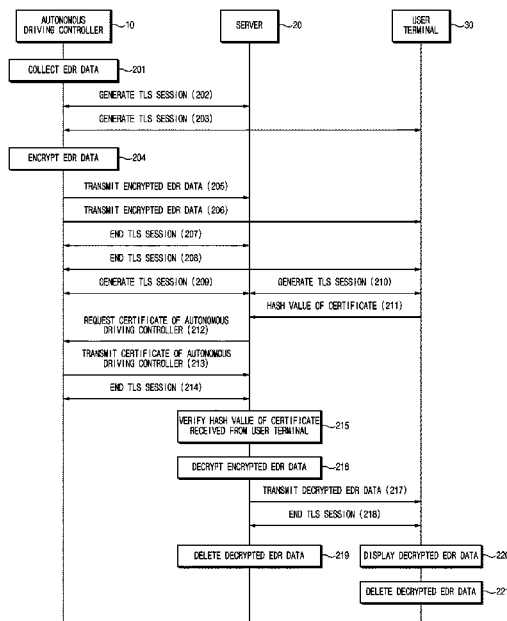 AUTONOMOUS
DRIVING CONTROLLER
10
SERVER
20
USER
TERMINAL
30
COLLECT EDR DATA
201
GENERATE TLS SESSION (202)
GENERATE TLS SESSION (203)
ENCRYPT EDR DATA
204
TRANSMIT ENCRYPTED EDR DATA (205)
TRANSMIT ENCRYPTED EDR DATA (206)
END TLS SESSION (207)
END TLS SESSION (208)
GENERATE TLS SESSION (209)
GENERATE TLS SESSION (210)
HASH VALUE OF CERTIFICATE (211)
REQUEST CERTIFICATE OF AUTONOMOUS
DRIVING CONTROLLER (212)
TRANSMIT CERTIFICATE OF AUTONOMOUS
DRIVING CONTROLLER (213)
END TLS SESSION (214)
VERIFY HASH VALUE OF CERTIFICATE
RECEIVED FROM USER TERMINAL
215
DECRYPT ENCRYPTED EDR DATA
216
TRANSMIT DECRYPTED EDR DATA (217)
END TLS SESSION (218)
DELETE DECRYPTED EDR DATA
219
DISPLAY DECRYPTED EDR DATA
220
DELETE DECRYPTED EDR DATA
221